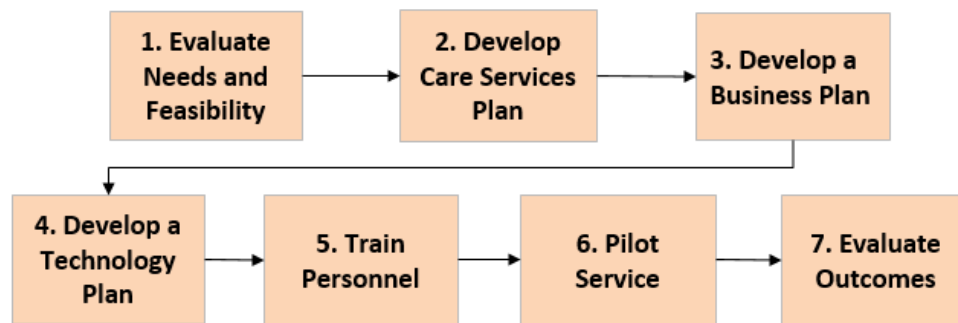 1. Evaluate
Needs and
Feasibility
2. Develop
Care Services
Plan
3. Develop a
Business Plan
4. Develop a
Technology
Plan
5. Train
Personnel
6. Pilot
Service
7. Evaluate
Outcomes